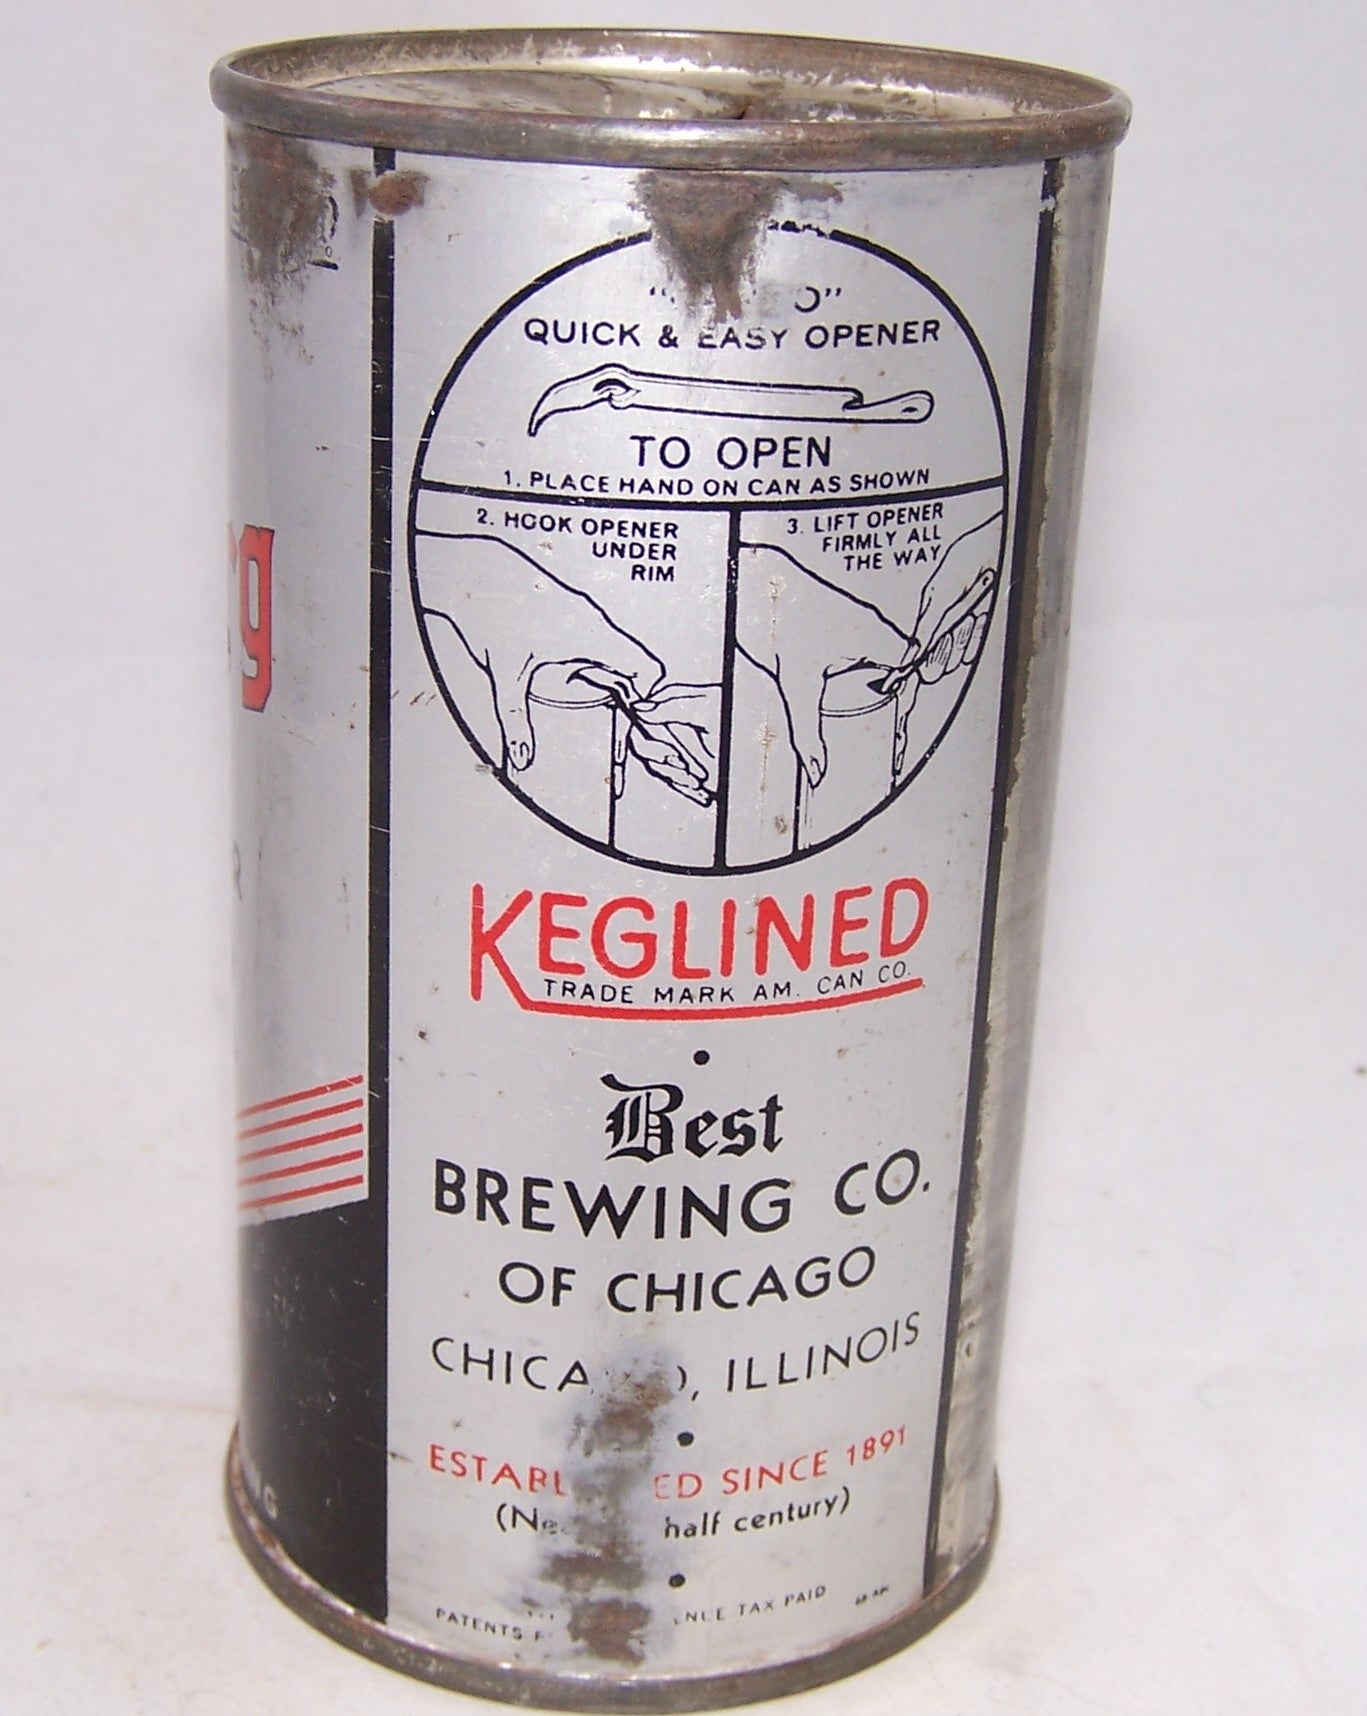 QUICK & EASY OPENER
TO OPEN
1. PLACE HAND ON CAN AS SHOWN
2. HOOK OPENER
UNDER
RIM
3. LIFT OPENER
FIRMLY ALL
THE WAY
KEGLINED
TRADE MARK AM. CAN CO.
Best
BREWING CO.
OF CHICAGO
ILLINOIS
SINCE 1891
half century)
PATENTS
TAX PAID